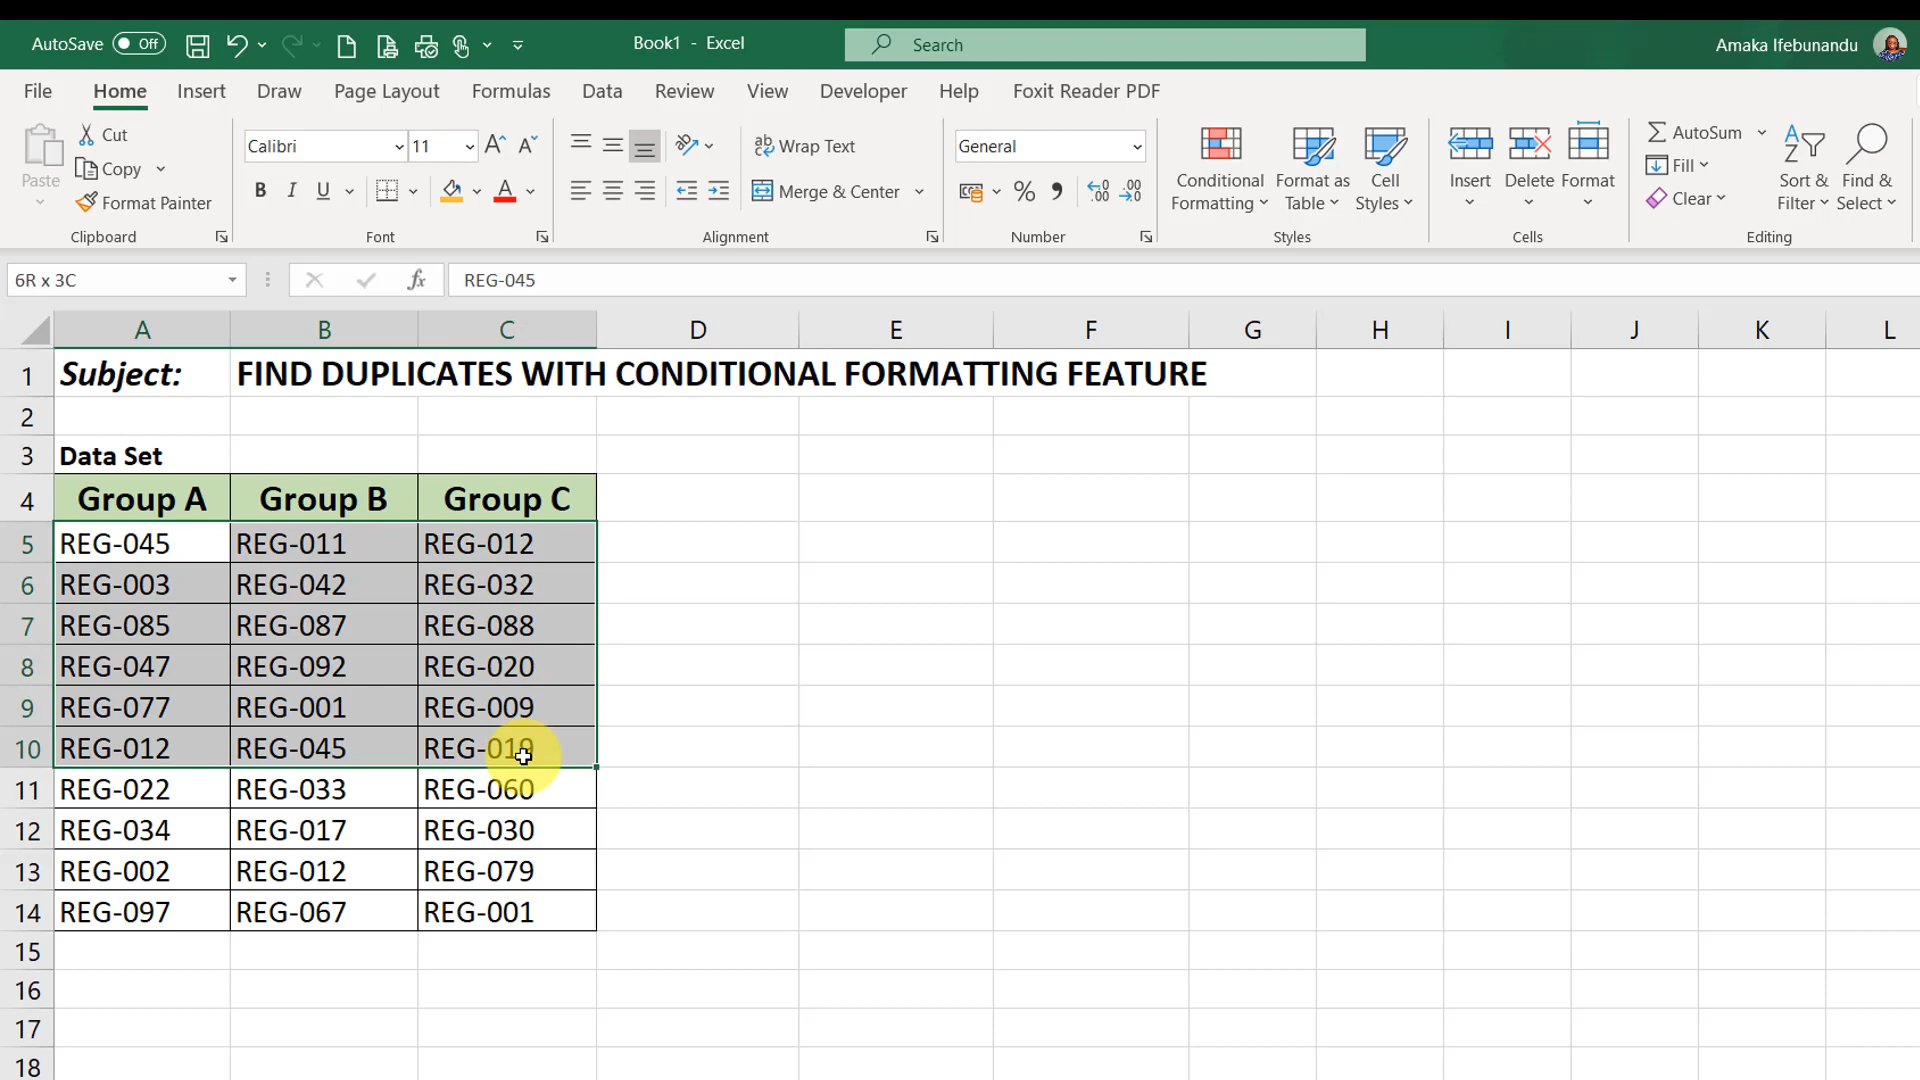 AutoSave Off Book1 - Excel Search Amaka Ifebunandu
File Home Insert Draw Page Layout Formulas Data Review View Developer Help Foxit Reader PDF
Paste Cut Copy Format Painter
Clipboard
Calibri 11
B I U A
Font
Wrap Text
Merge & Center
Alignment
General
%
Number
Conditional Formatting Format as Table Cell Styles
Styles
Insert Delete Format
Cells
AutoSum
Fill
Clear
Sort & Filter Find & Select
Editing
6R x 3C fx REG-045
A B C D E F G H I J K L
1 Subject: FIND DUPLICATES WITH CONDITIONAL FORMATTING FEATURE
2
3 Data Set
4 Group A Group B Group C
5 REG-045 REG-011 REG-012
6 REG-003 REG-042 REG-032
7 REG-085 REG-087 REG-088
8 REG-047 REG-092 REG-020
9 REG-077 REG-001 REG-009
10 REG-012 REG-045 REG-019
11 REG-022 REG-033 REG-060
12 REG-034 REG-017 REG-030
13 REG-002 REG-012 REG-079
14 REG-097 REG-067 REG-001
15
16
17
18